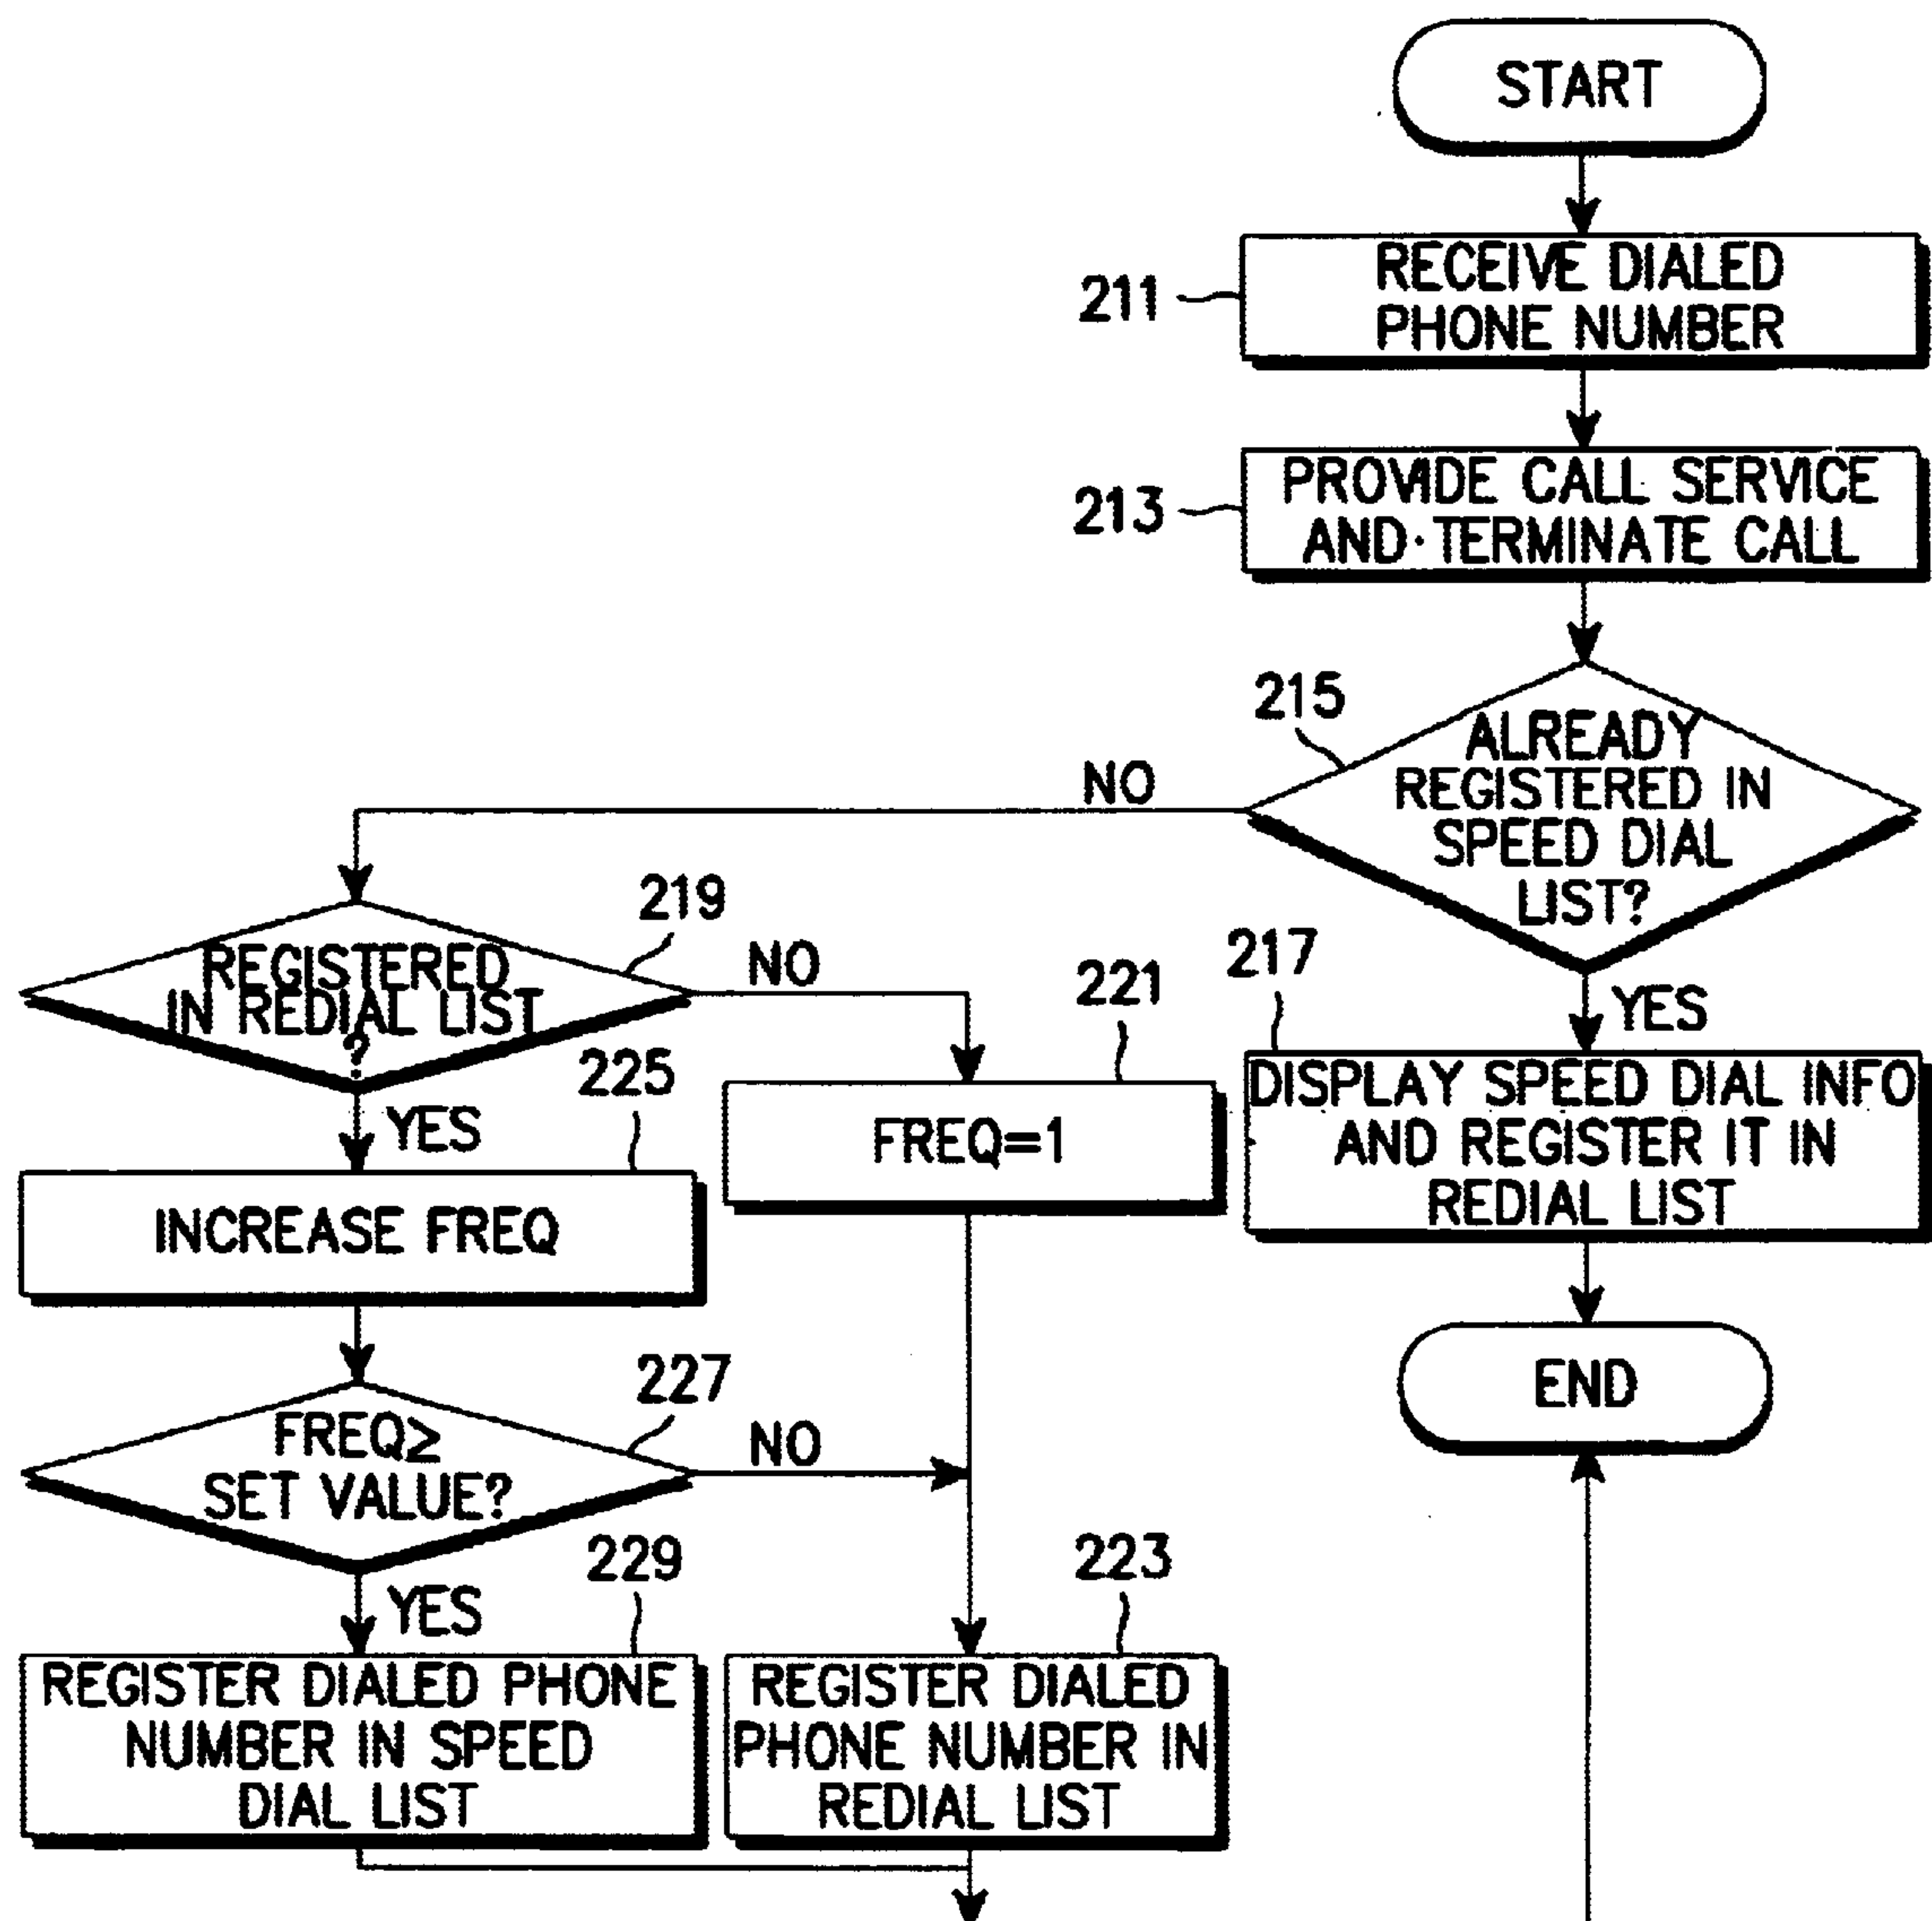 START
211
RECEIVE DIALED
PHONE NUMBER
213
PROVIDE CALL SERVICE
AND TERMINATE CALL
215
ALREADY
REGISTERED IN
SPEED DIAL
LIST?
NO
219
REGISTERED
IN REDIAL LIST
?
NO
221
FREQ=1
217
YES
DISPLAY SPEED DIAL INFO
AND REGISTER IT IN
REDIAL LIST
225
YES
INCREASE FREQ
END
227
FREQ≥
SET VALUE?
NO
229
YES
REGISTER DIALED PHONE
NUMBER IN SPEED
DIAL LIST
223
REGISTER DIALED
PHONE NUMBER IN
REDIAL LIST